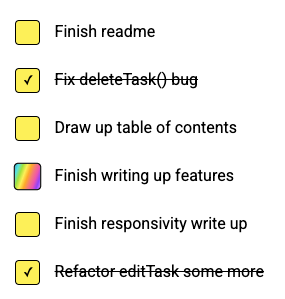 Finish readme
✓ Fix deleteTask() bug
Draw up table of contents
Finish writing up features
Finish responsivity write up
✓ Refactor editTask some more